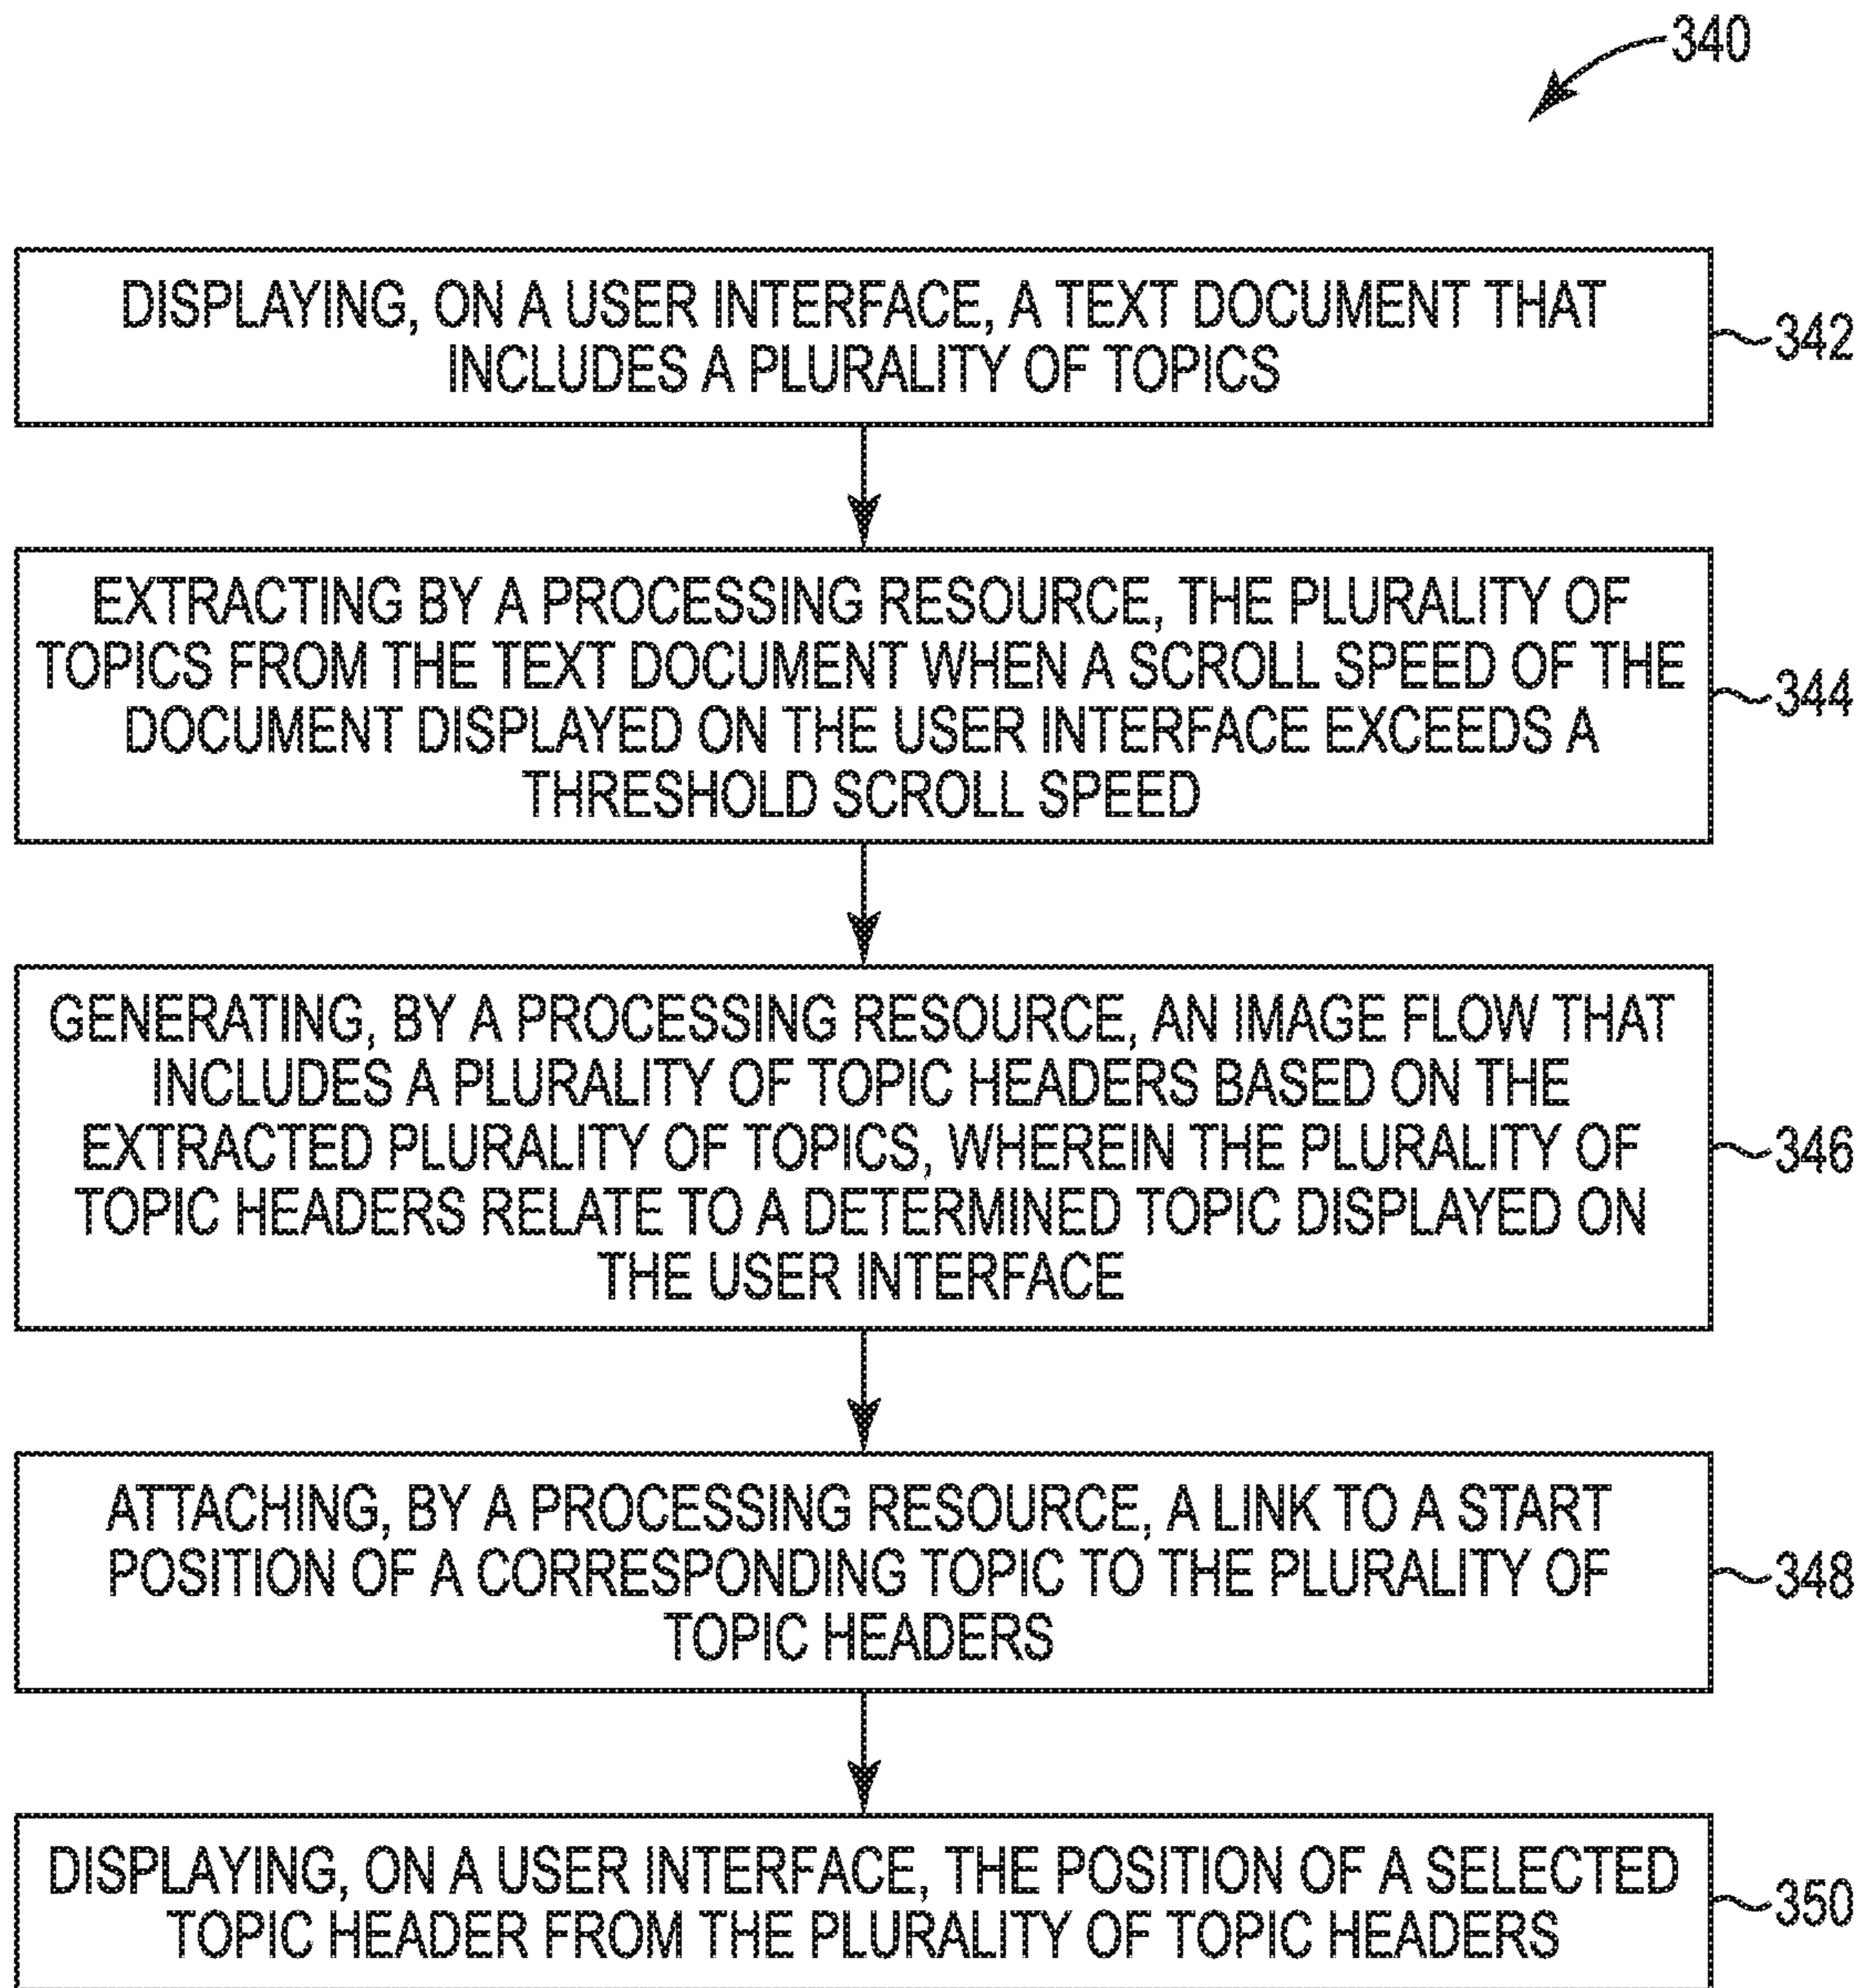 340
DISPLAYING, ON A USER INTERFACE, A TEXT DOCUMENT THAT
INCLUDES A PLURALITY OF TOPICS
342
EXTRACTING BY A PROCESSING RESOURCE, THE PLURALITY OF
TOPICS FROM THE TEXT DOCUMENT WHEN A SCROLL SPEED OF THE
DOCUMENT DISPLAYED ON THE USER INTERFACE EXCEEDS A
THRESHOLD SCROLL SPEED
344
GENERATING, BY A PROCESSING RESOURCE, AN IMAGE FLOW THAT
INCLUDES A PLURALITY OF TOPIC HEADERS BASED ON THE
EXTRACTED PLURALITY OF TOPICS, WHEREIN THE PLURALITY OF
TOPIC HEADERS RELATE TO A DETERMINED TOPIC DISPLAYED ON
THE USER INTERFACE
346
ATTACHING, BY A PROCESSING RESOURCE, A LINK TO A START
POSITION OF A CORRESPONDING TOPIC TO THE PLURALITY OF
TOPIC HEADERS
348
DISPLAYING, ON A USER INTERFACE, THE POSITION OF A SELECTED
TOPIC HEADER FROM THE PLURALITY OF TOPIC HEADERS
350